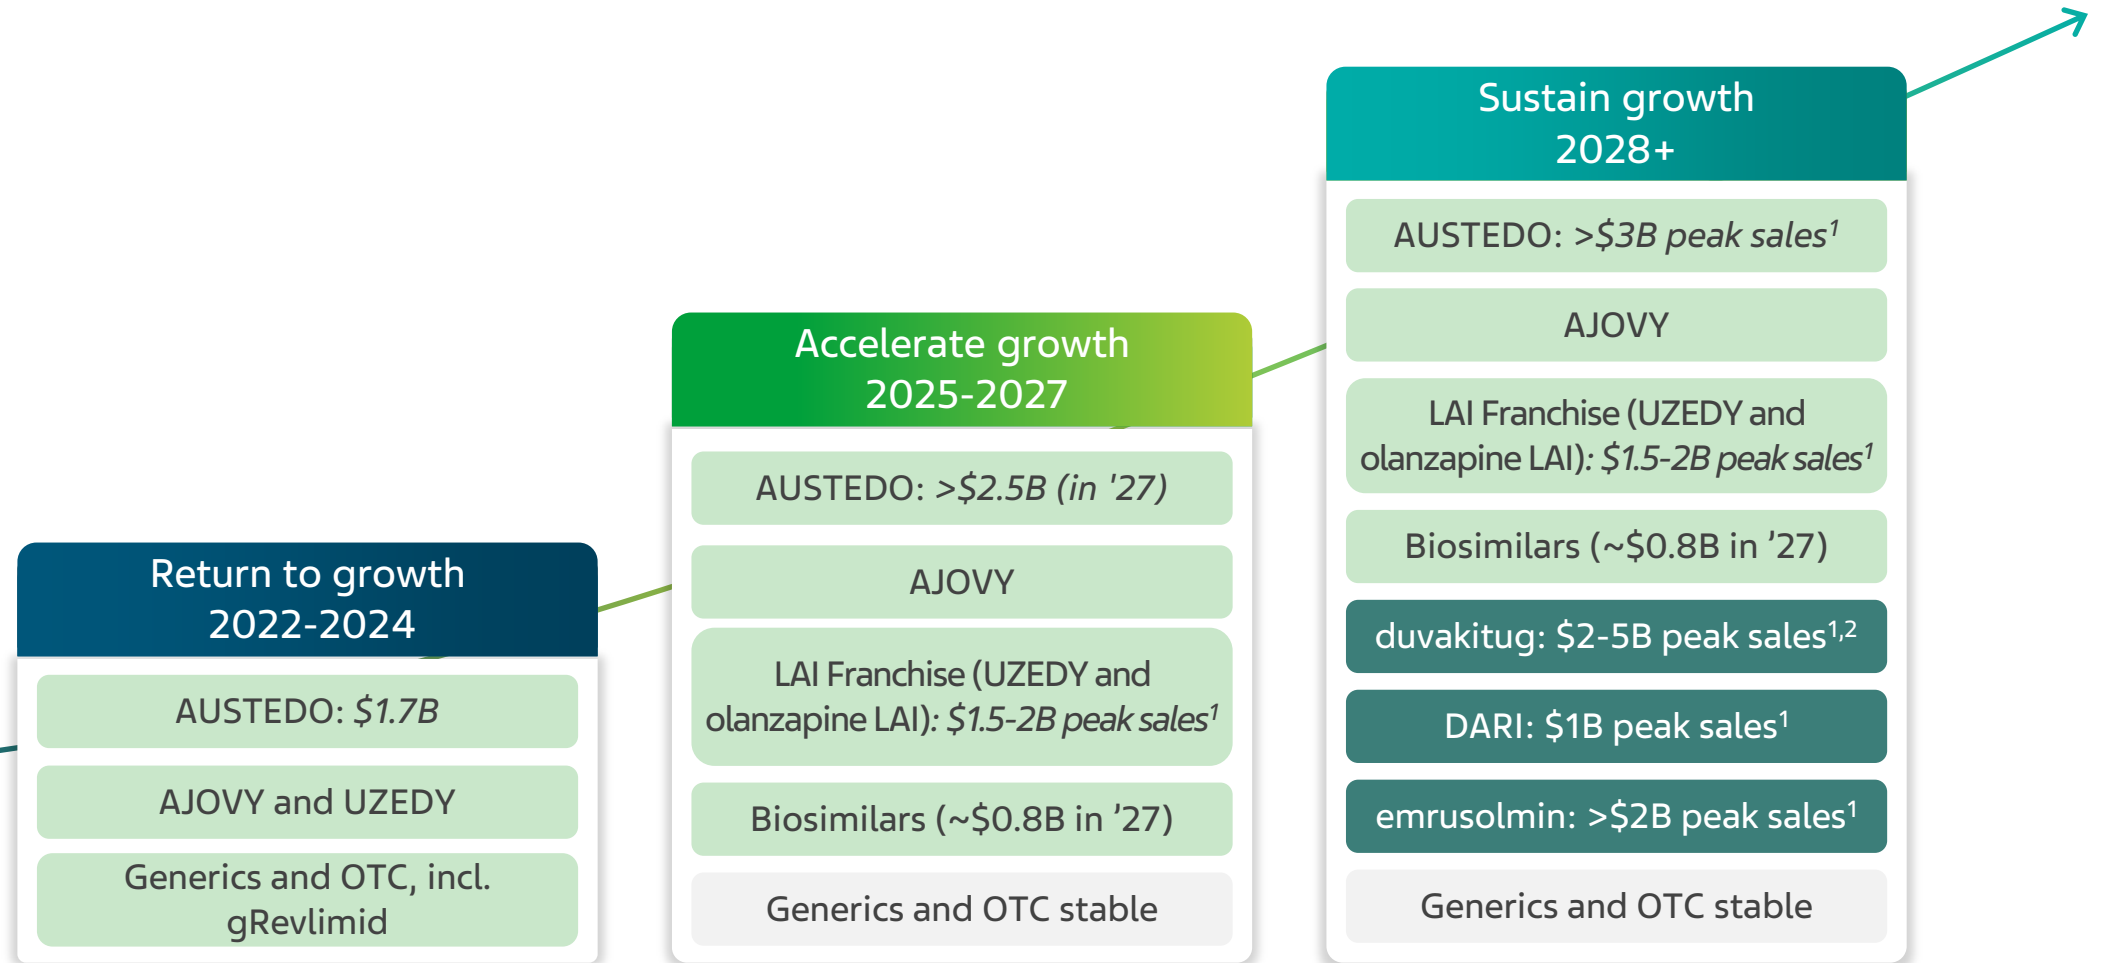 Return to growth
2022-2024
AUSTEDO: $1.7B
AJOVY and UZEDY
Generics and OTC, incl.
gRevlimid
Accelerate growth
2025-2027
AUSTEDO: >$2.5B (in '27)
AJOVY
LAI Franchise (UZEDY and
olanzapine LAI): $1.5-2B peak sales¹
Biosimilars (~$0.8B in ’27)
Generics and OTC stable
Sustain growth
2028+
AUSTEDO: >$3B peak sales¹
AJOVY
LAI Franchise (UZEDY and
olanzapine LAI): $1.5-2B peak sales¹
Biosimilars (~$0.8B in ’27)
duvakitug: $2-5B peak sales¹,²
DARI: $1B peak sales¹
emrusolmin: >$2B peak sales¹
Generics and OTC stable